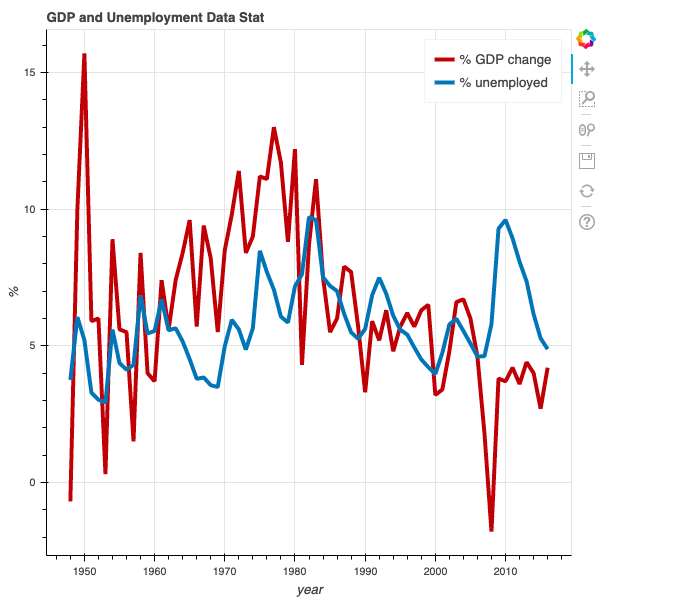 GDP and Unemployment Data Stat
% GDP change
% unemployed
15
10
5
0
%
1950 1960 1970 1980 1990 2000 2010
year
?